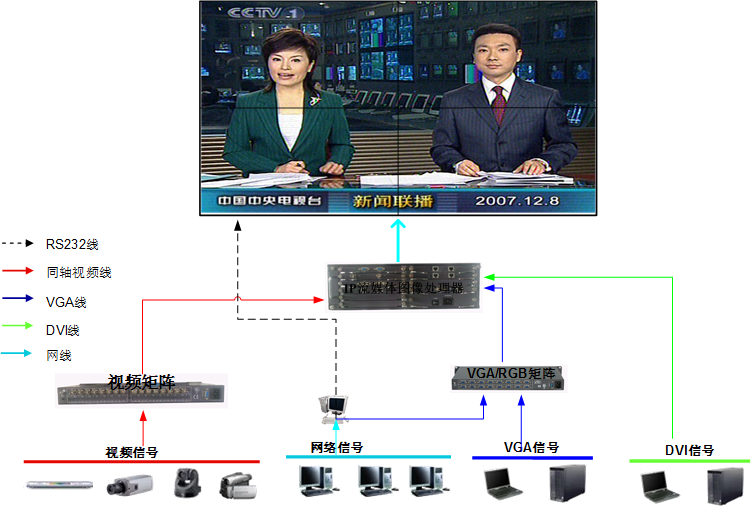 CCTV 1
中国中央电视台 新闻联播 2007.12.8
RS232线
同轴视频线
VGA线
DVI线
网线
IP流媒体图像处理器
视频矩阵
VGA/RGB矩阵
视频信号
网络信号
VGA信号
DVI信号